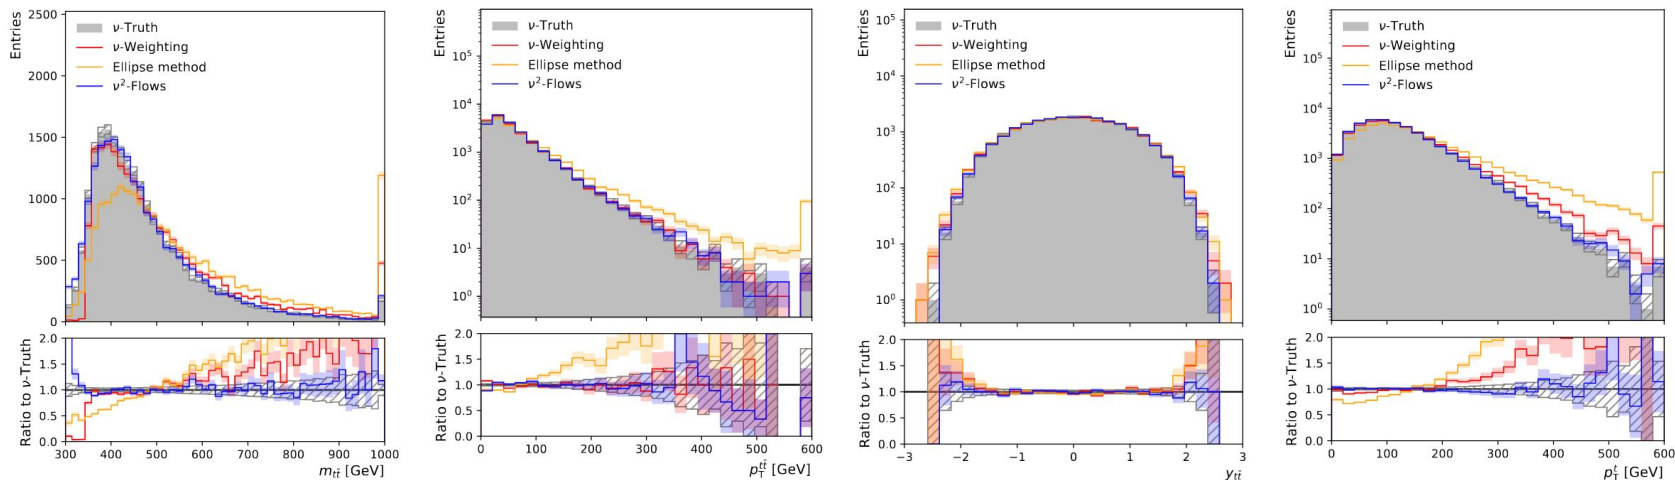 Entries
2500
2000
1500
1000
500
0
ν-Truth
ν-Weighting
Ellipse method
ν²-Flows
Ratio to ν-Truth
2.0
1.5
1.0
0.5
0.0
300 400 500 600 700 800 900 1000
m_{tt̄} [GeV]
Entries
10⁵
10⁴
10³
10²
10¹
10⁰
ν-Truth
ν-Weighting
Ellipse method
ν²-Flows
Ratio to ν-Truth
2.0
1.5
1.0
0.5
0.0
0 100 200 300 400 500 600
p_T^{tt̄} [GeV]
Entries
10⁵
10⁴
10³
10²
10¹
10⁰
ν-Truth
ν-Weighting
Ellipse method
ν²-Flows
Ratio to ν-Truth
2.0
1.5
1.0
0.5
0.0
−3 −2 −1 0 1 2 3
y_{tt̄}
Entries
10⁵
10⁴
10³
10²
10¹
10⁰
ν-Truth
ν-Weighting
Ellipse method
ν²-Flows
Ratio to ν-Truth
2.0
1.5
1.0
0.5
0.0
0 100 200 300 400 500 600
p_T^t [GeV]